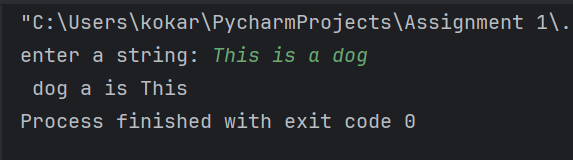 "C:\Users\kokar\PycharmProjects\Assignment 1\.
enter a string: This is a dog
 dog a is This
Process finished with exit code 0